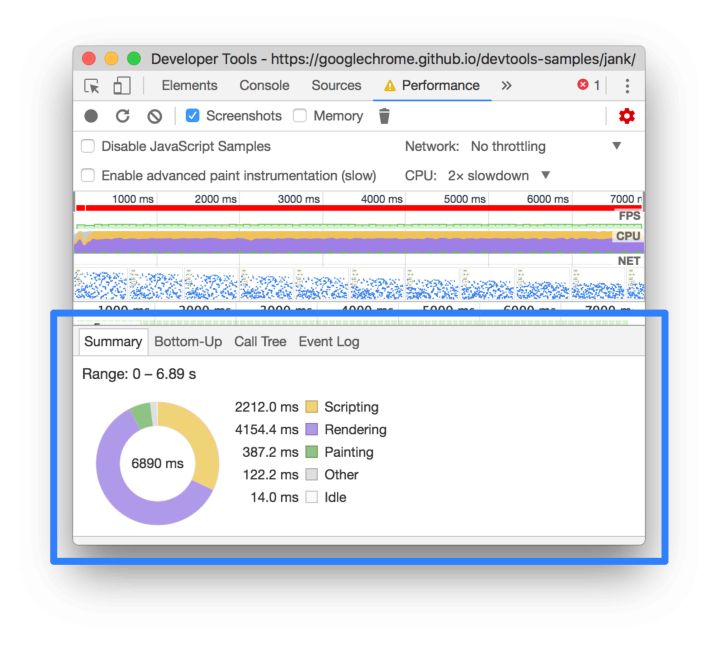 Developer Tools - https://googlechrome.github.io/devtools-samples/jank/
Elements Console Sources Performance » 1
Screenshots Memory
Disable JavaScript Samples Network: No throttling
Enable advanced paint instrumentation (slow) CPU: 2× slowdown
1000 ms 2000 ms 3000 ms 4000 ms 5000 ms 6000 ms 7000 n
FPS
CPU
NET
1000 ms 2000 ms 3000 ms 4000 ms 5000 ms 6000 ms 7000 m
Summary Bottom-Up Call Tree Event Log
Range: 0 – 6.89 s
2212.0 ms Scripting
4154.4 ms Rendering
387.2 ms Painting
6890 ms
122.2 ms Other
14.0 ms Idle